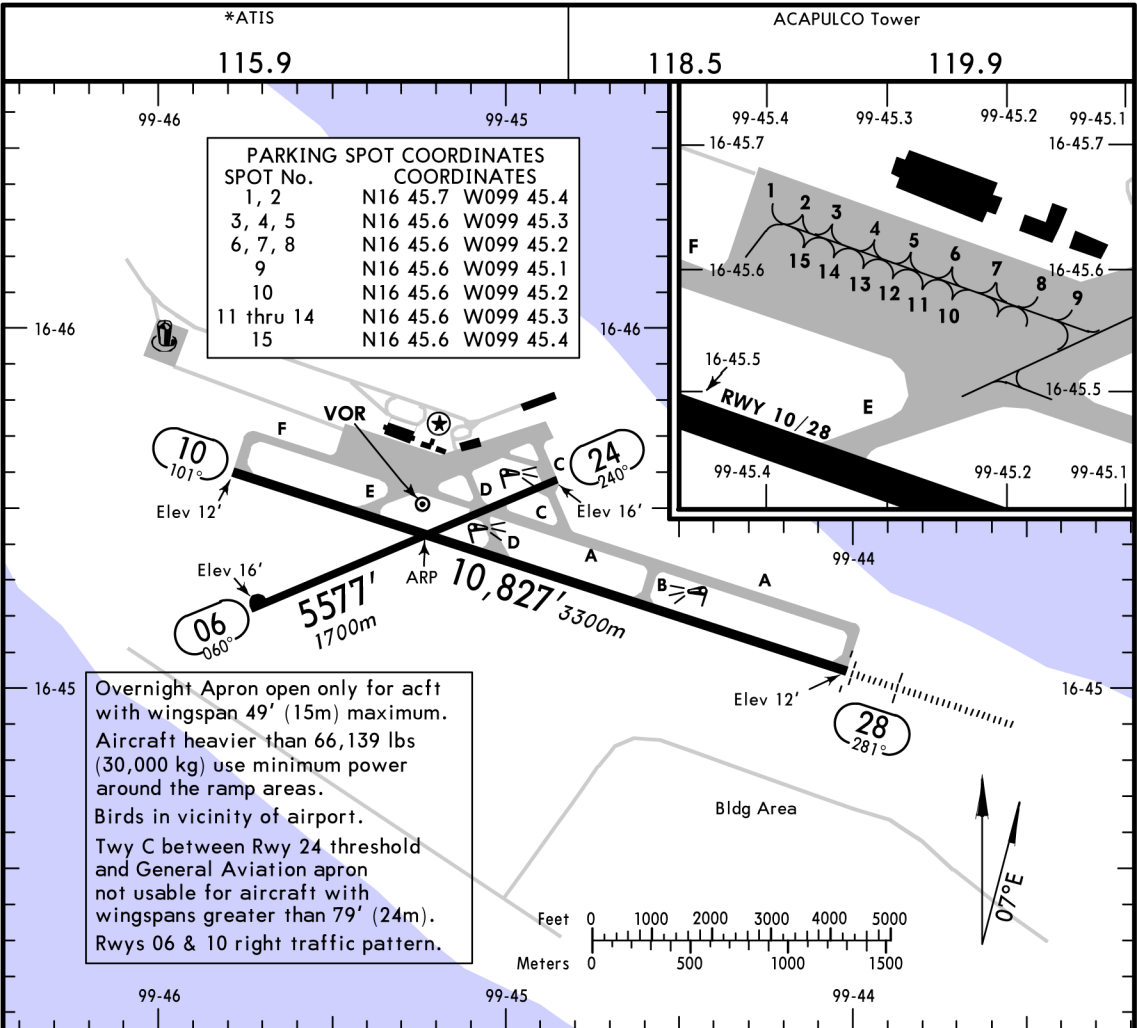 *ATIS
115.9
ACAPULCO Tower
118.5 119.9
99-46 99-45
PARKING SPOT COORDINATES
SPOT No. COORDINATES
1, 2 N16 45.7 W099 45.4
3, 4, 5 N16 45.6 W099 45.3
6, 7, 8 N16 45.6 W099 45.2
9 N16 45.6 W099 45.1
10 N16 45.6 W099 45.2
11 thru 14 N16 45.6 W099 45.3
15 N16 45.6 W099 45.4
99-45.4 99-45.3 99-45.2 99-45.1
16-45.7 16-45.7
1 2 3 4 5 6 7 8 9
15 14 13 12 11 10
F
16-45.6 16-45.6
16-45.5 16-45.5
RWY 10/28
E
99-45.4 99-45.2 99-45.1
16-46 16-46
VOR
F
10
101°
Elev 12'
E
D
C
24
240°
Elev 16'
C
D
A
A
B
99-44
Elev 16'
ARP
06
060°
5577'
1700m
10,827'
3300m
16-45 16-45
Elev 12'
28
281°
Overnight Apron open only for acft
with wingspan 49' (15m) maximum.
Aircraft heavier than 66,139 lbs
(30,000 kg) use minimum power
around the ramp areas.
Birds in vicinity of airport.
Twy C between Rwy 24 threshold
and General Aviation apron
not usable for aircraft with
wingspans greater than 79' (24m).
Rwys 06 & 10 right traffic pattern.
Bldg Area
07°E
Feet 0 1000 2000 3000 4000 5000
Meters 0 500 1000 1500
99-46 99-45 99-44